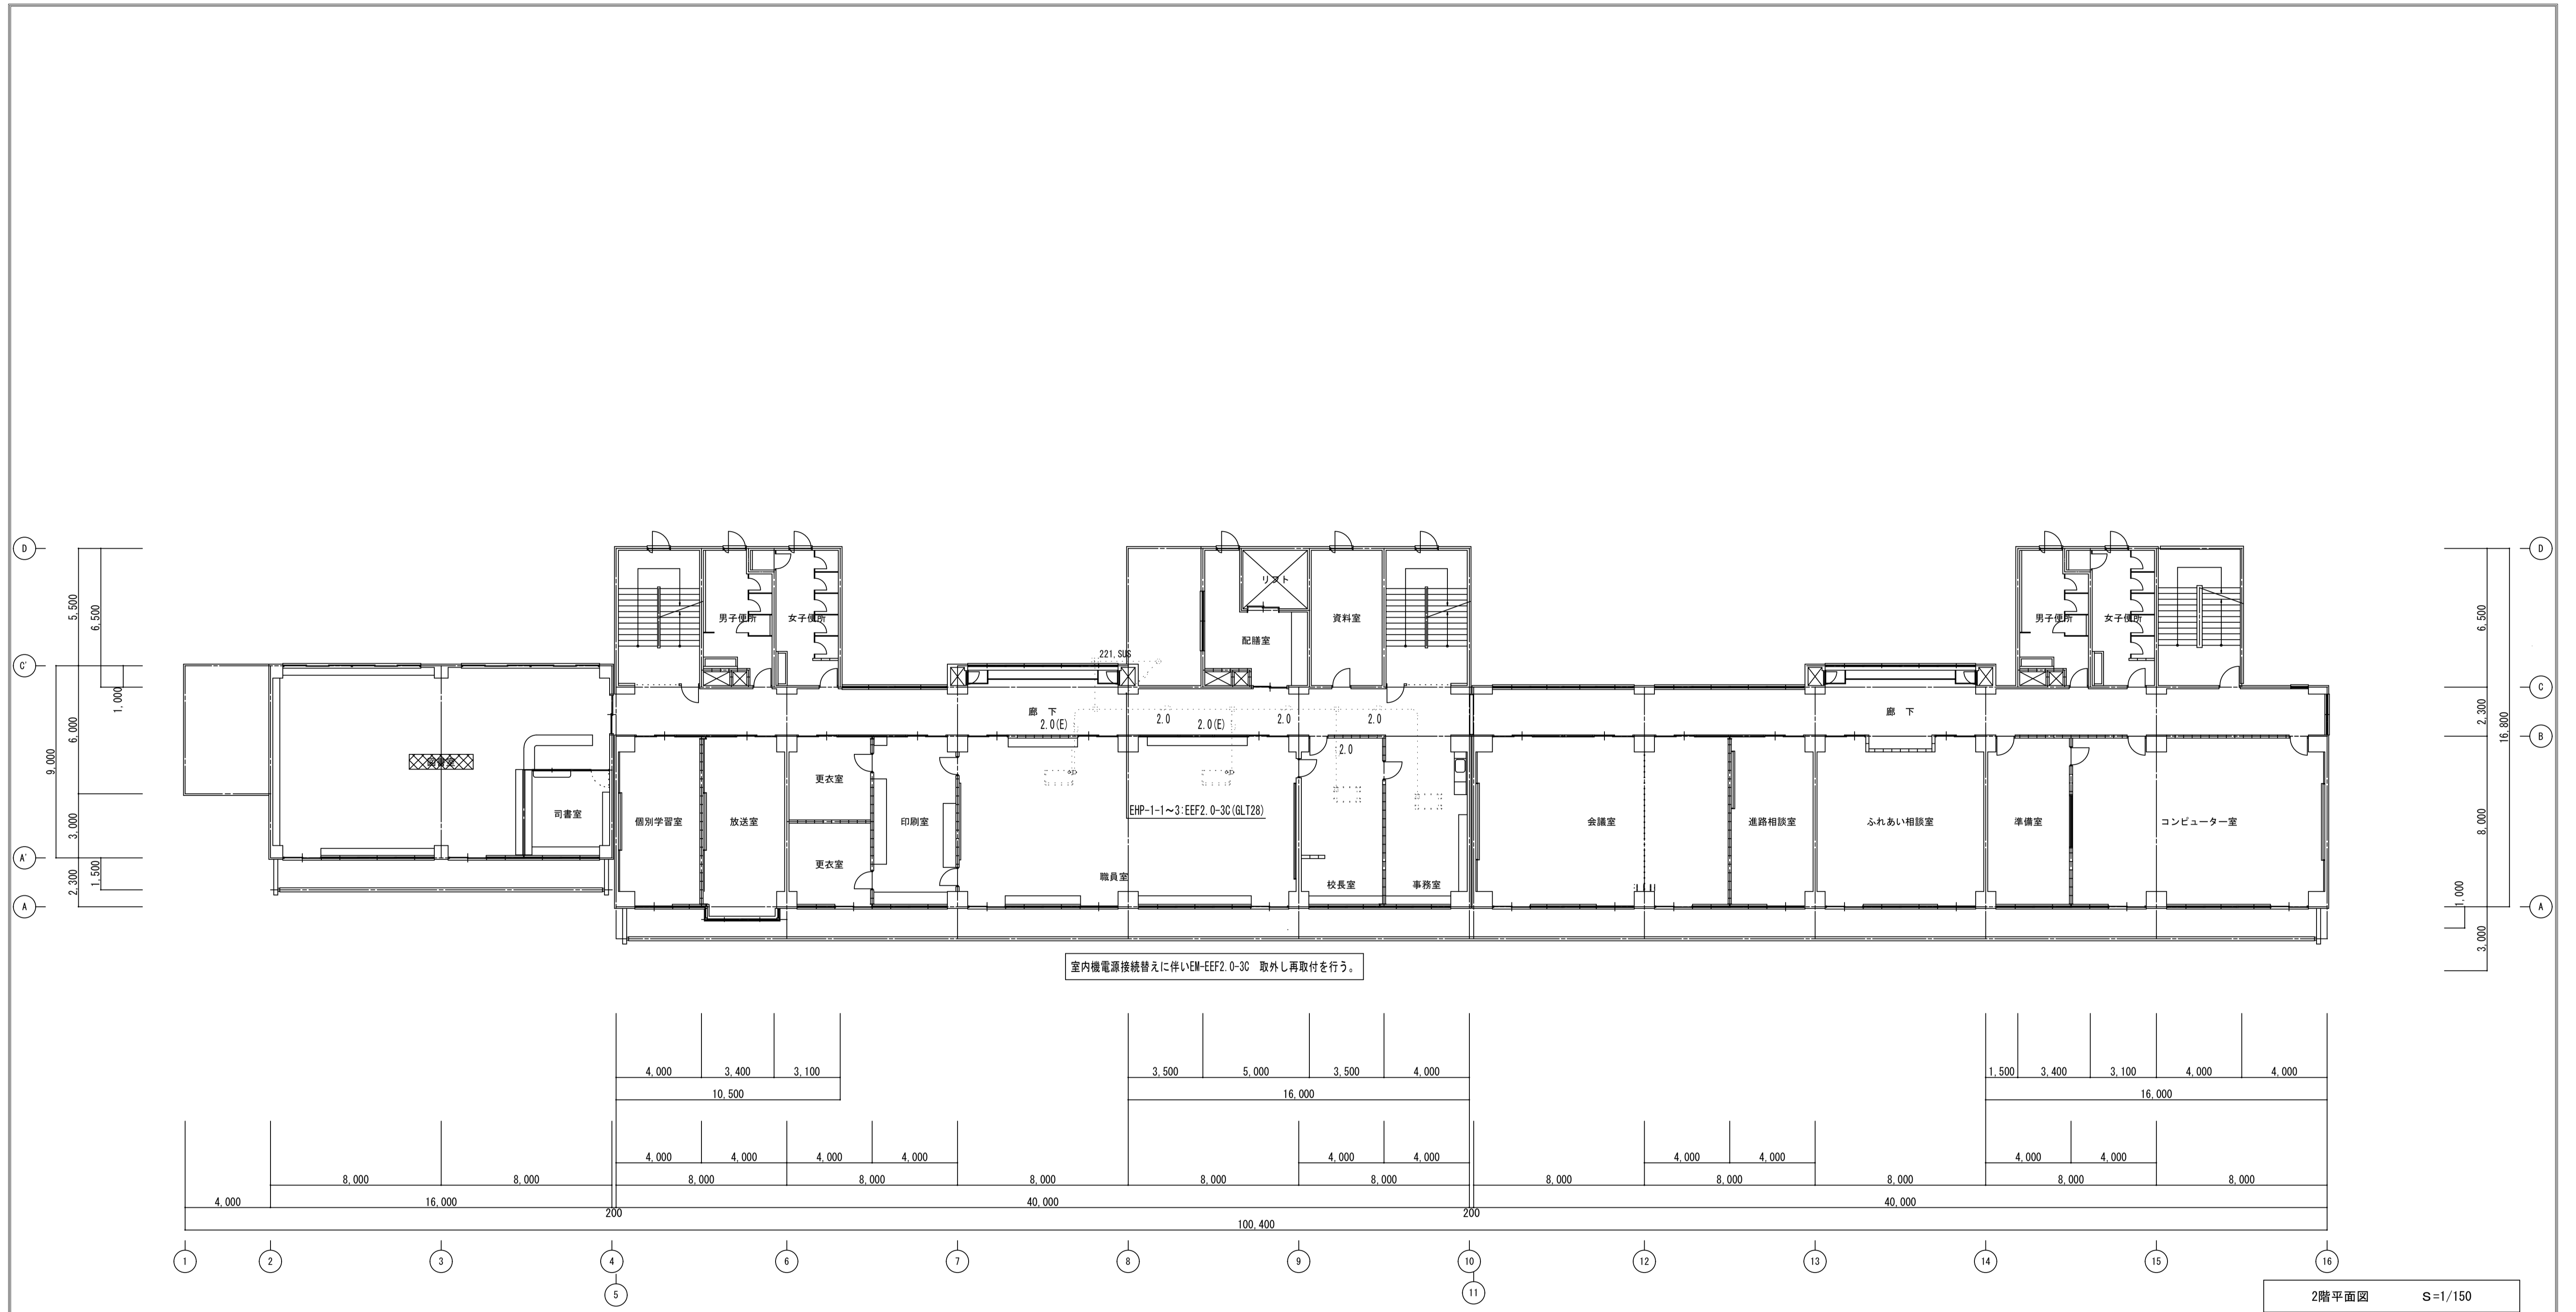 D
D
5,500
6,500
6,500
リフト
男子便所
女子便所
資料室
男子便所
女子便所
配膳室
221.SUS
C'
C
1,000
廊 下
2.0(E)
2.0
2.0(E)
2.0
2.0
廊 下
2,300
16,800
B
6,000
9,000
2.0
更衣室
EHP-1-1～3:EEF2.0-3C(GLT28)
司書室
個別学習室
放送室
印刷室
会議室
進路相談室
ふれあい相談室
準備室
コンピューター室
3,000
8,000
A'
更衣室
職員室
校長室
事務室
2,300
1,500
1,000
A
A
3,000
室内機電源接続替えに伴いEM-EEF2.0-3C 取外し再取付を行う。
4,000 3,400 3,100 3,500 5,000 3,500 4,000 1,500 3,400 3,100 4,000 4,000
10,500 16,000 16,000
4,000 4,000 4,000 4,000 4,000 4,000 4,000 4,000 4,000 4,000
8,000 8,000 8,000 8,000 8,000 8,000 8,000 8,000 8,000 8,000 8,000 8,000
4,000 16,000 40,000 40,000
200 200
100,400
1 2 3 4 6 7 8 9 10 12 13 14 15 16
5 11
2階平面図 S=1/150